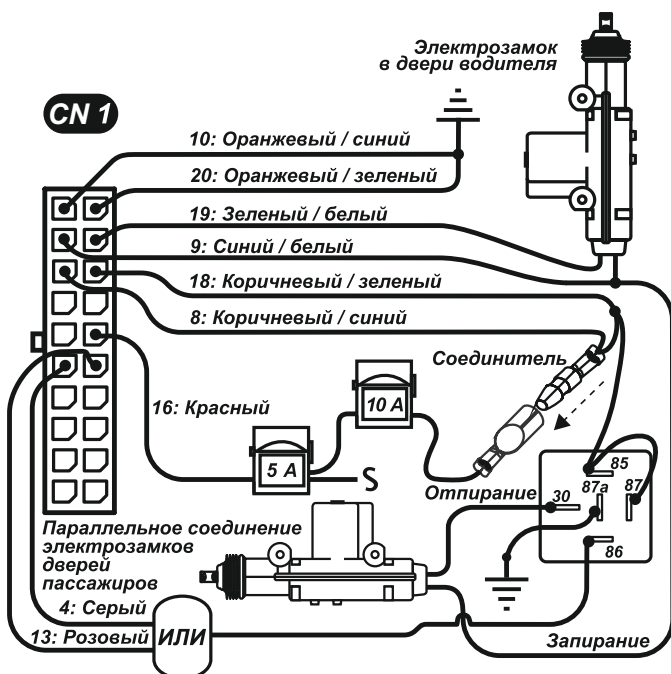 Электрозамок
в двери водителя
CN 1
10: Оранжевый / синий
20: Оранжевый / зеленый
19: Зеленый / белый
9: Синий / белый
18: Коричневый / зеленый
8: Коричневый / синий
Соединитель
16: Красный
10 А
5 А
S
Отпирание
85
87а
87
30
86
Параллельное соединение
электрозамков
дверей
пассажиров
4: Серый
13: Розовый
ИЛИ
Запирание